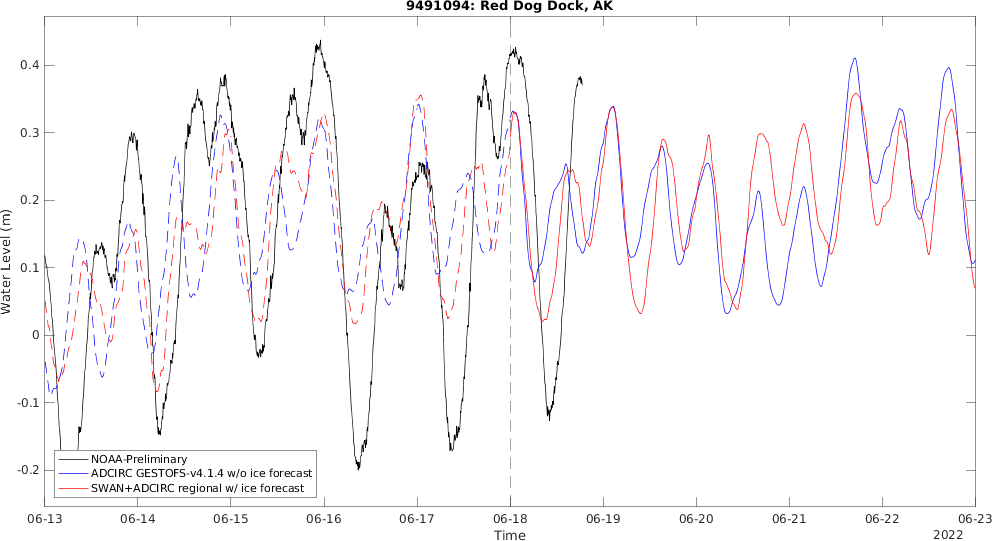 9491094: Red Dog Dock, AK
Water Level (m)
0.4
0.3
0.2
0.1
0
-0.1
-0.2
NOAA-Preliminary
ADCIRC GESTOFS-v4.1.4 w/o ice forecast
SWAN+ADCIRC regional w/ ice forecast
06-13 06-14 06-15 06-16 06-17 06-18 06-19 06-20 06-21 06-22 06-23
Time
2022